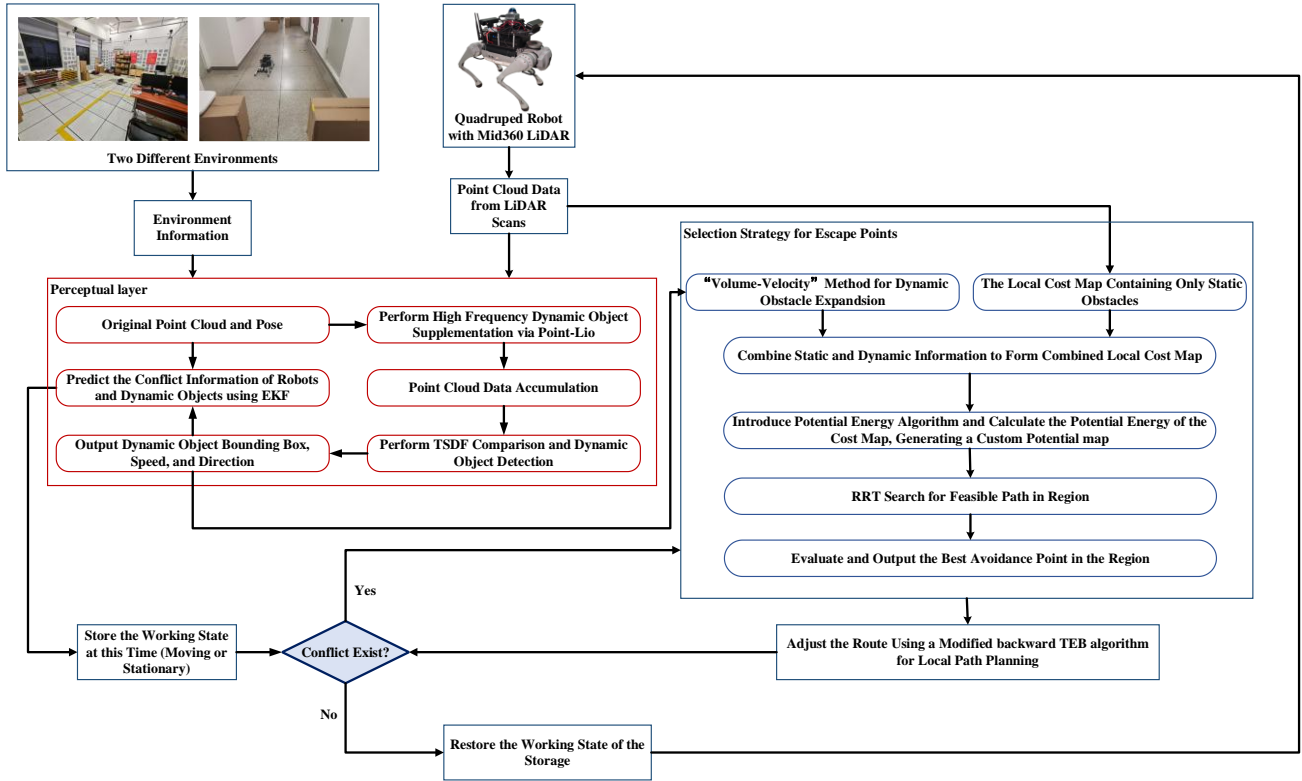 Two Different Environments
Quadruped Robot
with Mid360 LiDAR
Environment
Information
Point Cloud Data
from LiDAR
Scans
Perceptual layer
Original Point Cloud and Pose
Perform High Frequency Dynamic Object
Supplementation via Point-Lio
Predict the Conflict Information of Robots
and Dynamic Objects using EKF
Point Cloud Data Accumulation
Output Dynamic Object Bounding Box,
Speed, and Direction
Perform TSDF Comparison and Dynamic
Object Detection
Selection Strategy for Escape Points
“Volume-Velocity” Method for Dynamic
Obstacle Expandsion
The Local Cost Map Containing Only Static
Obstacles
Combine Static and Dynamic Information to Form Combined Local Cost Map
Introduce Potential Energy Algorithm and Calculate the Potential Energy of the
Cost Map, Generating a Custom Potential map
RRT Search for Feasible Path in Region
Evaluate and Output the Best Avoidance Point in the Region
Yes
Store the Working State
at this Time (Moving or
Stationary)
Conflict Exist?
Adjust the Route Using a Modified backward TEB algorithm
for Local Path Planning
No
Restore the Working State of the
Storage